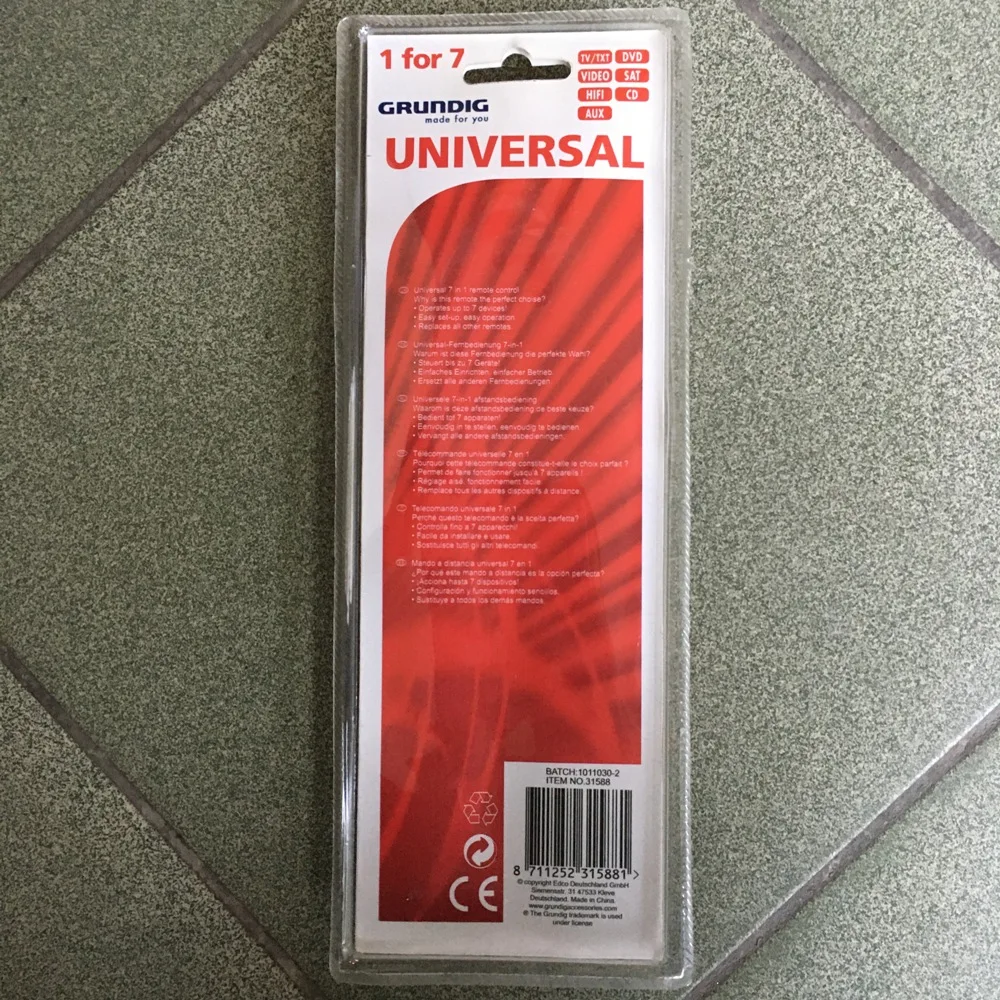 1 for 7
TV/TXT DVD
VIDEO SAT
HIFI CD
AUX
GRUNDIG
made for you
UNIVERSAL
Universal 7 in 1 remote control
Why is this remote the perfect choise?
• Operates up to 7 devices!
• Easy set-up, easy operation
• Replaces all other remotes.
Universal-Fernbedienung 7-in-1
Warum ist diese Fernbedienung die perfekte Wahl?
• Steuert bis zu 7 Geräte!
• Einfaches Einrichten, einfacher Betrieb.
• Ersetzt alle anderen Fernbedienungen.
Universele 7-in-1 afstandsbediening
Waarom is deze afstandsbediening de beste keuze?
• Bedient tot 7 apparaten!
• Eenvoudig in te stellen, eenvoudig te bedienen.
• Vervangt alle andere afstandsbedieningen.
Télécommande universelle 7 en 1
Pourquoi cette télécommande constitue-t-elle le choix parfait ?
• Permet de faire fonctionner jusqu'à 7 appareils !
• Réglage aisé, fonctionnement facile.
• Remplace tous les autres dispositifs à distance.
Telecomando universale 7 in 1
Perché questo telecomando è la scelta perfetta?
• Controlla fino a 7 apparecchi!
• Facile da installare e usare.
• Sostituisce tutti gli altri telecomandi.
Mando a distancia universal 7 en 1
¿Por qué este mando a distancia es la opción perfecta?
• ¡Acciona hasta 7 dispositivos!
• Configuración y funcionamiento sencillos.
• Sustituye a todos los demás mandos.
BATCH:1011030-2
ITEM NO.31588
8 711252 315881 >
CE
© copyright Edco Deutschland GmbH
Siemensstr. 31 47533 Kleve
Deutschland. Made in China.
www.grundigaccessories.com
® The Grundig trademark is used
under license